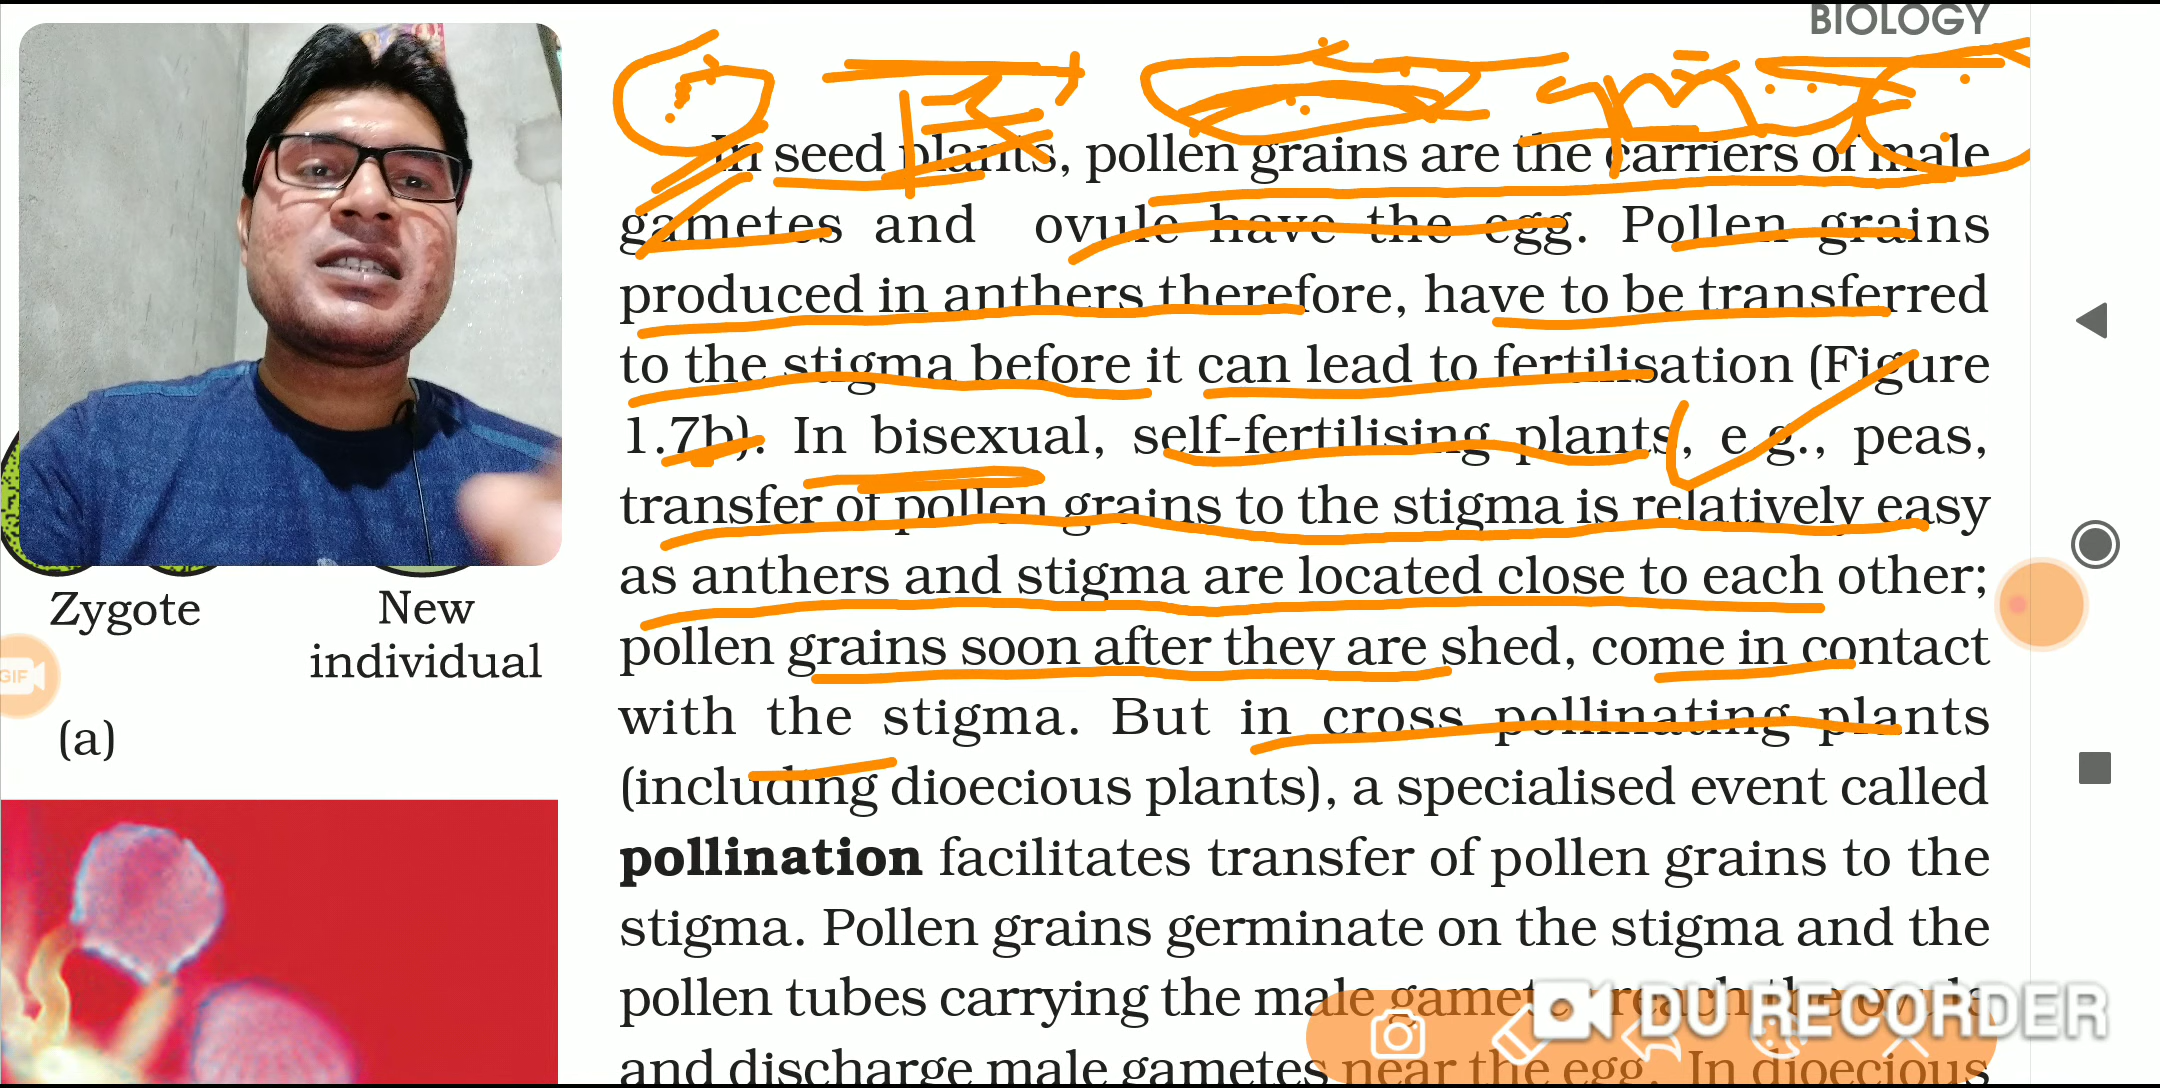 BIOLOGY
In seed plants, pollen grains are the carriers of male
gametes and ovule have the egg. Pollen grains
produced in anthers therefore, have to be transferred
to the stigma before it can lead to fertilisation (Figure
1.7b). In bisexual, self-fertilising plants, e.g., peas,
transfer of pollen grains to the stigma is relatively easy
as anthers and stigma are located close to each other;
pollen grains soon after they are shed, come in contact
with the stigma. But in cross pollinating plants
(including dioecious plants), a specialised event called
pollination facilitates transfer of pollen grains to the
stigma. Pollen grains germinate on the stigma and the
pollen tubes carrying the male gametes reach the ovule
and discharge male gametes near the egg. In dioecious
Zygote
New
individual
(a)
GIF
DU RECORDER